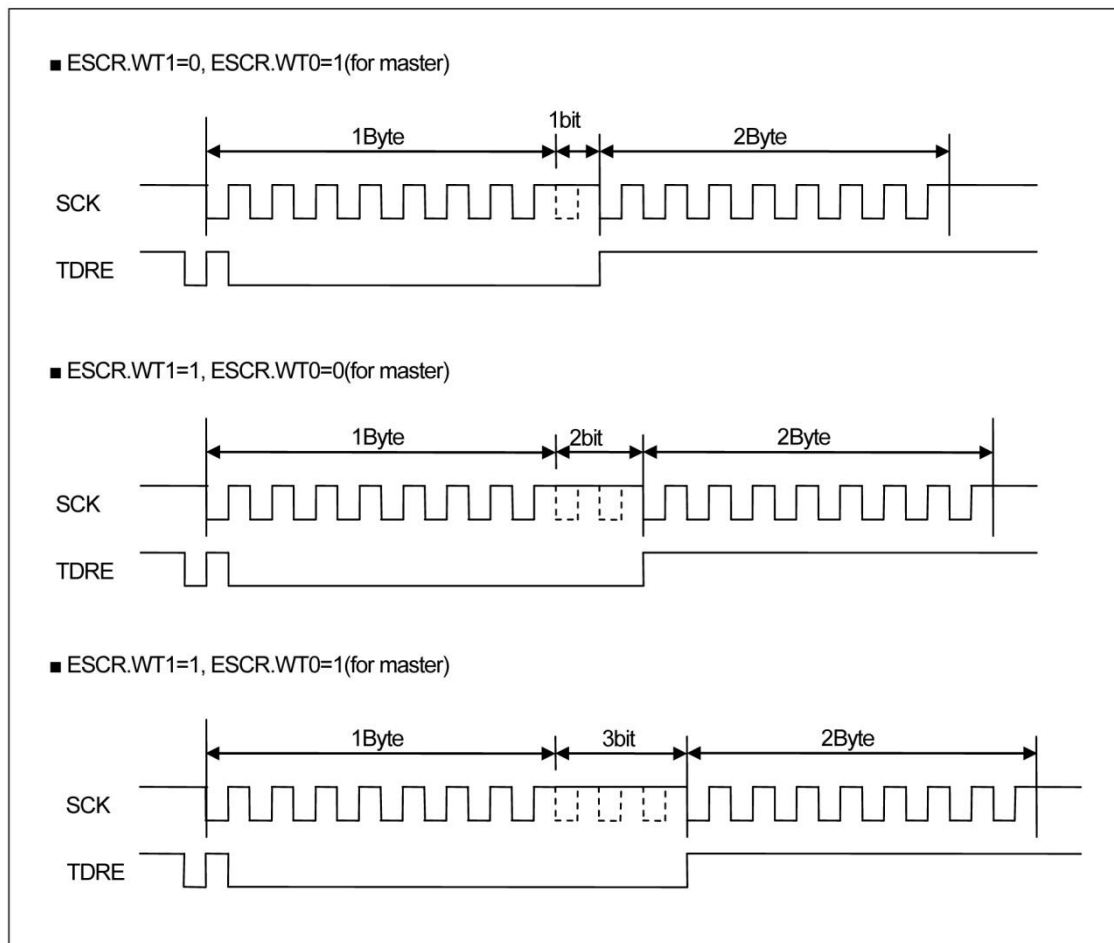 ■ ESCR.WT1=0, ESCR.WT0=1(for master)
1Byte 1bit 2Byte
SCK
TDRE
■ ESCR.WT1=1, ESCR.WT0=0(for master)
1Byte 2bit 2Byte
SCK
TDRE
■ ESCR.WT1=1, ESCR.WT0=1(for master)
1Byte 3bit 2Byte
SCK
TDRE